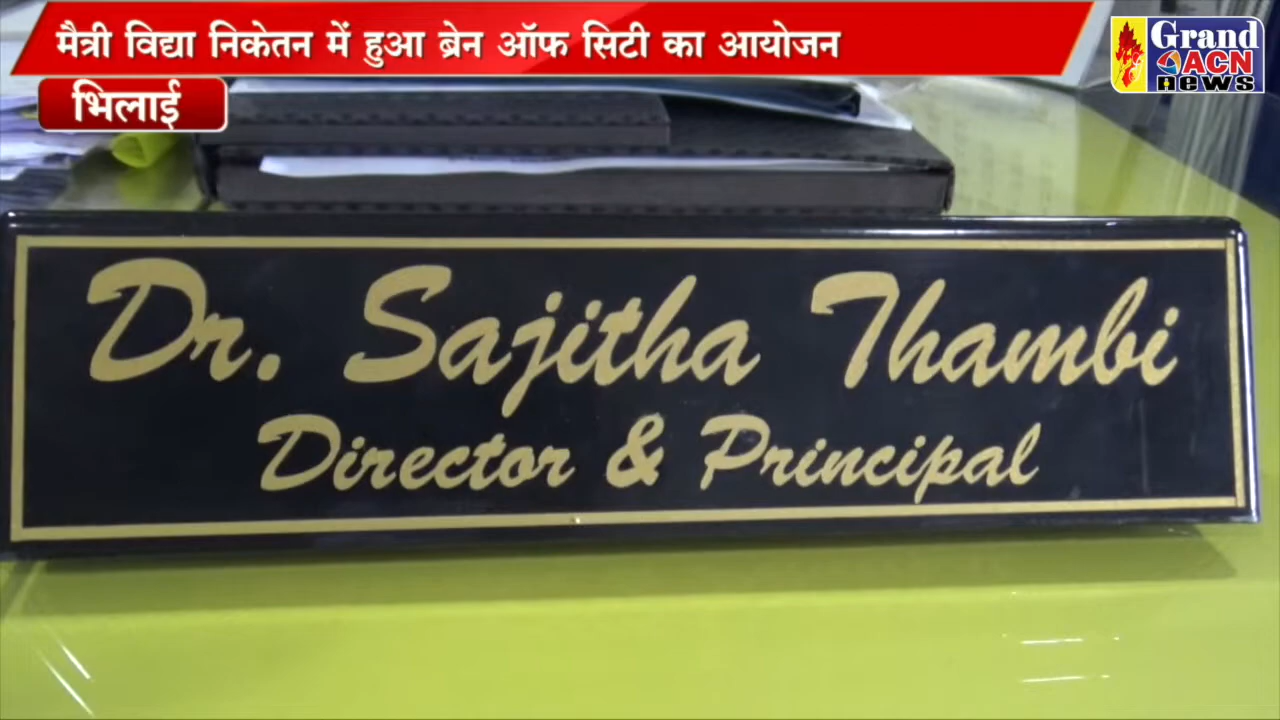 मैत्री विद्या निकेतन में हुआ ब्रेन ऑफ सिटी का आयोजन
भिलाई
Grand
ACN
news
Dr. Sajitha Thambi
Director & Principal